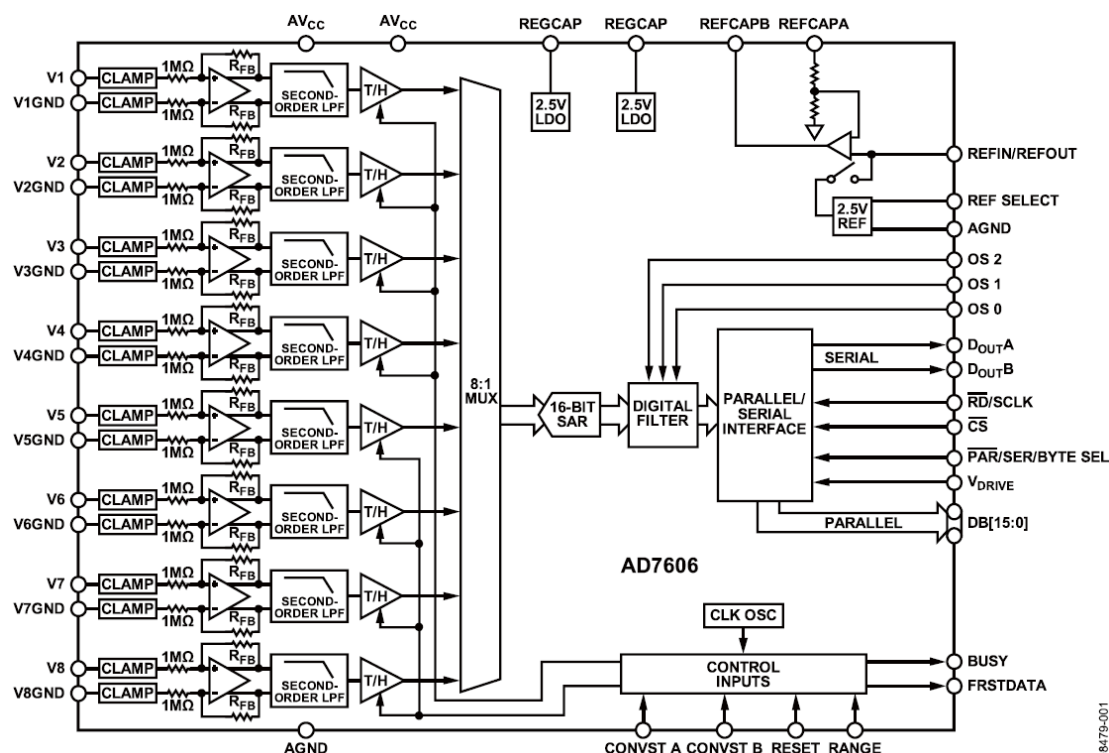 AVCC
AVCC
REGCAP
REGCAP
REFCAPB
REFCAPA
V1
CLAMP
1MΩ
RFB
V1GND
CLAMP
1MΩ
RFB
SECOND-
ORDER LPF
T/H
2.5V
LDO
2.5V
LDO
V2
CLAMP
1MΩ
RFB
V2GND
CLAMP
1MΩ
RFB
SECOND-
ORDER LPF
T/H
REFIN/REFOUT
2.5V
REF
REF SELECT
AGND
V3
CLAMP
1MΩ
RFB
V3GND
CLAMP
1MΩ
RFB
SECOND-
ORDER LPF
T/H
OS 2
OS 1
OS 0
V4
CLAMP
1MΩ
RFB
V4GND
CLAMP
1MΩ
RFB
SECOND-
ORDER LPF
T/H
8:1
MUX
16-BIT
SAR
DIGITAL
FILTER
PARALLEL/
SERIAL
INTERFACE
SERIAL
DOUTA
DOUTB
RD/SCLK
CS
PAR/SER/BYTE SEL
VDRIVE
PARALLEL
DB[15:0]
V5
CLAMP
1MΩ
RFB
V5GND
CLAMP
1MΩ
RFB
SECOND-
ORDER LPF
T/H
V6
CLAMP
1MΩ
RFB
V6GND
CLAMP
1MΩ
RFB
SECOND-
ORDER LPF
T/H
AD7606
V7
CLAMP
1MΩ
RFB
V7GND
CLAMP
1MΩ
RFB
SECOND-
ORDER LPF
T/H
CLK OSC
V8
CLAMP
1MΩ
RFB
V8GND
CLAMP
1MΩ
RFB
SECOND-
ORDER LPF
T/H
CONTROL
INPUTS
BUSY
FRSTDATA
AGND
CONVST A
CONVST B
RESET
RANGE
8479-001